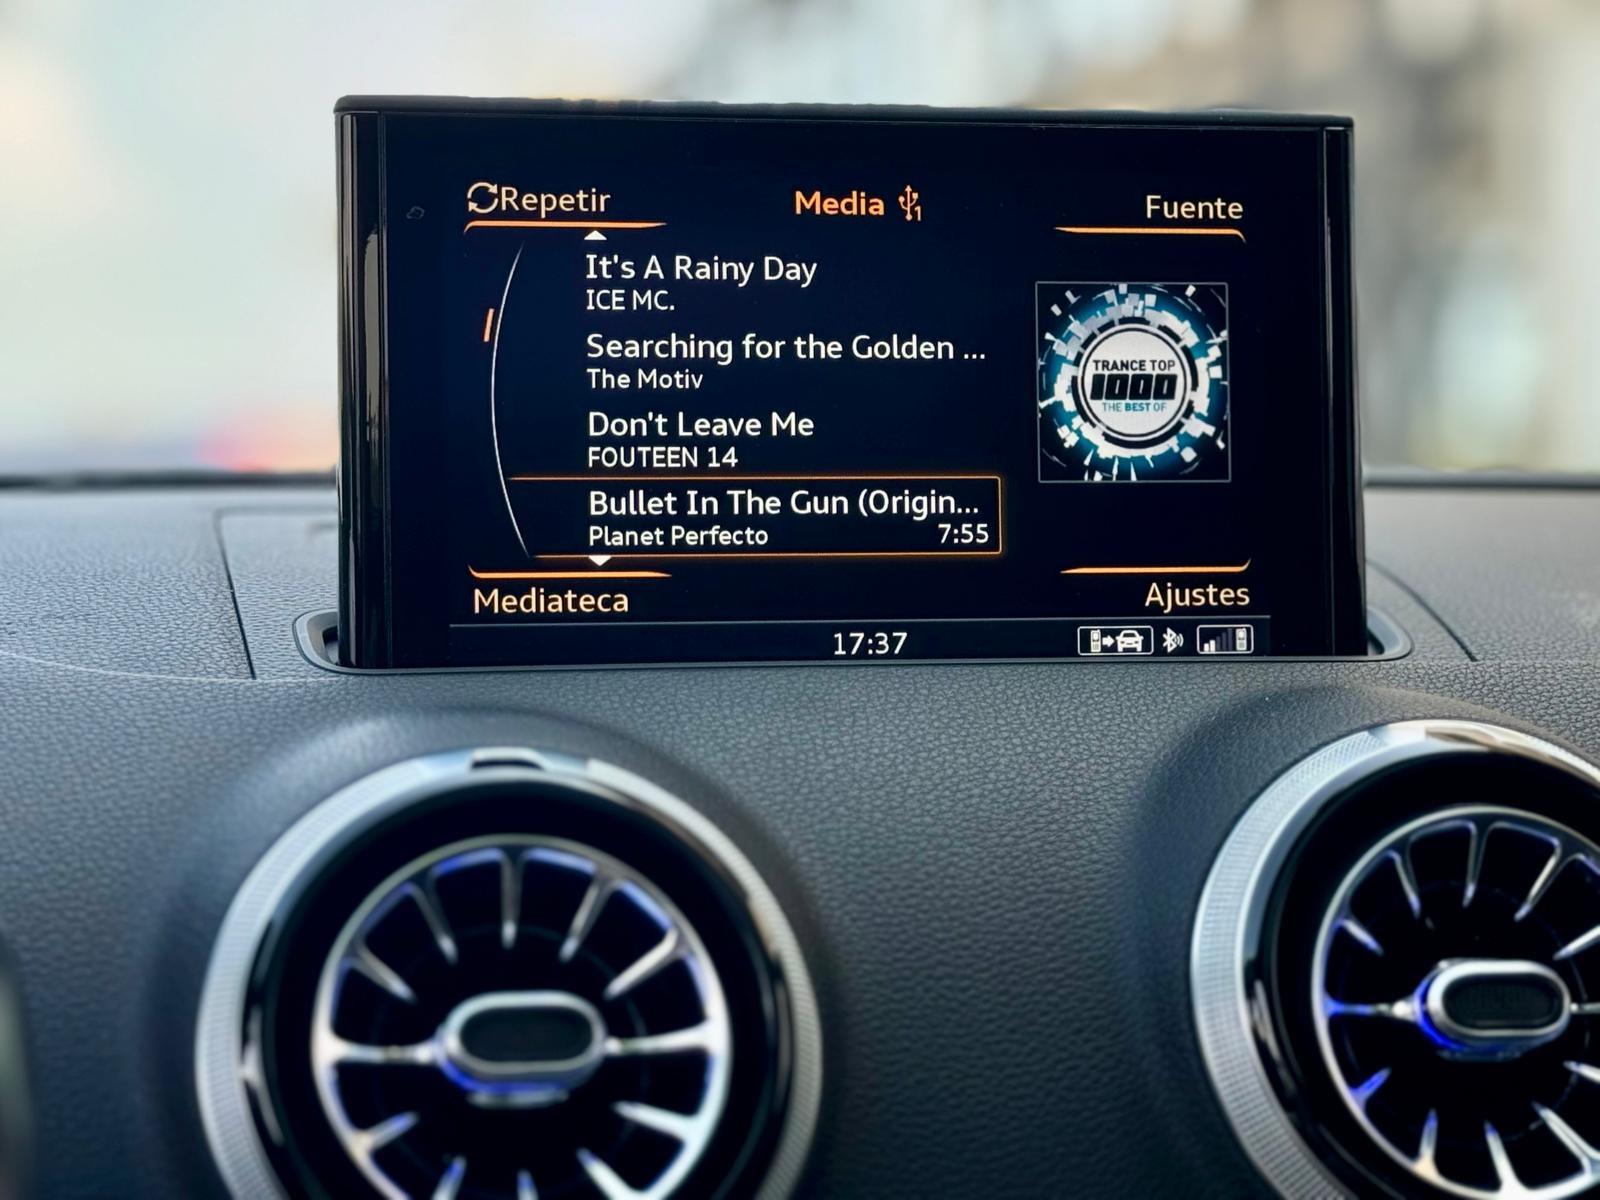 Repetir
Media 1
Fuente
It's A Rainy Day
ICE MC.
Searching for the Golden ...
The Motiv
Don't Leave Me
FOUTEEN 14
Bullet In The Gun (Origin...
Planet Perfecto 7:55
TRANCE TOP
1000
THE BEST OF
Mediateca
Ajustes
17:37